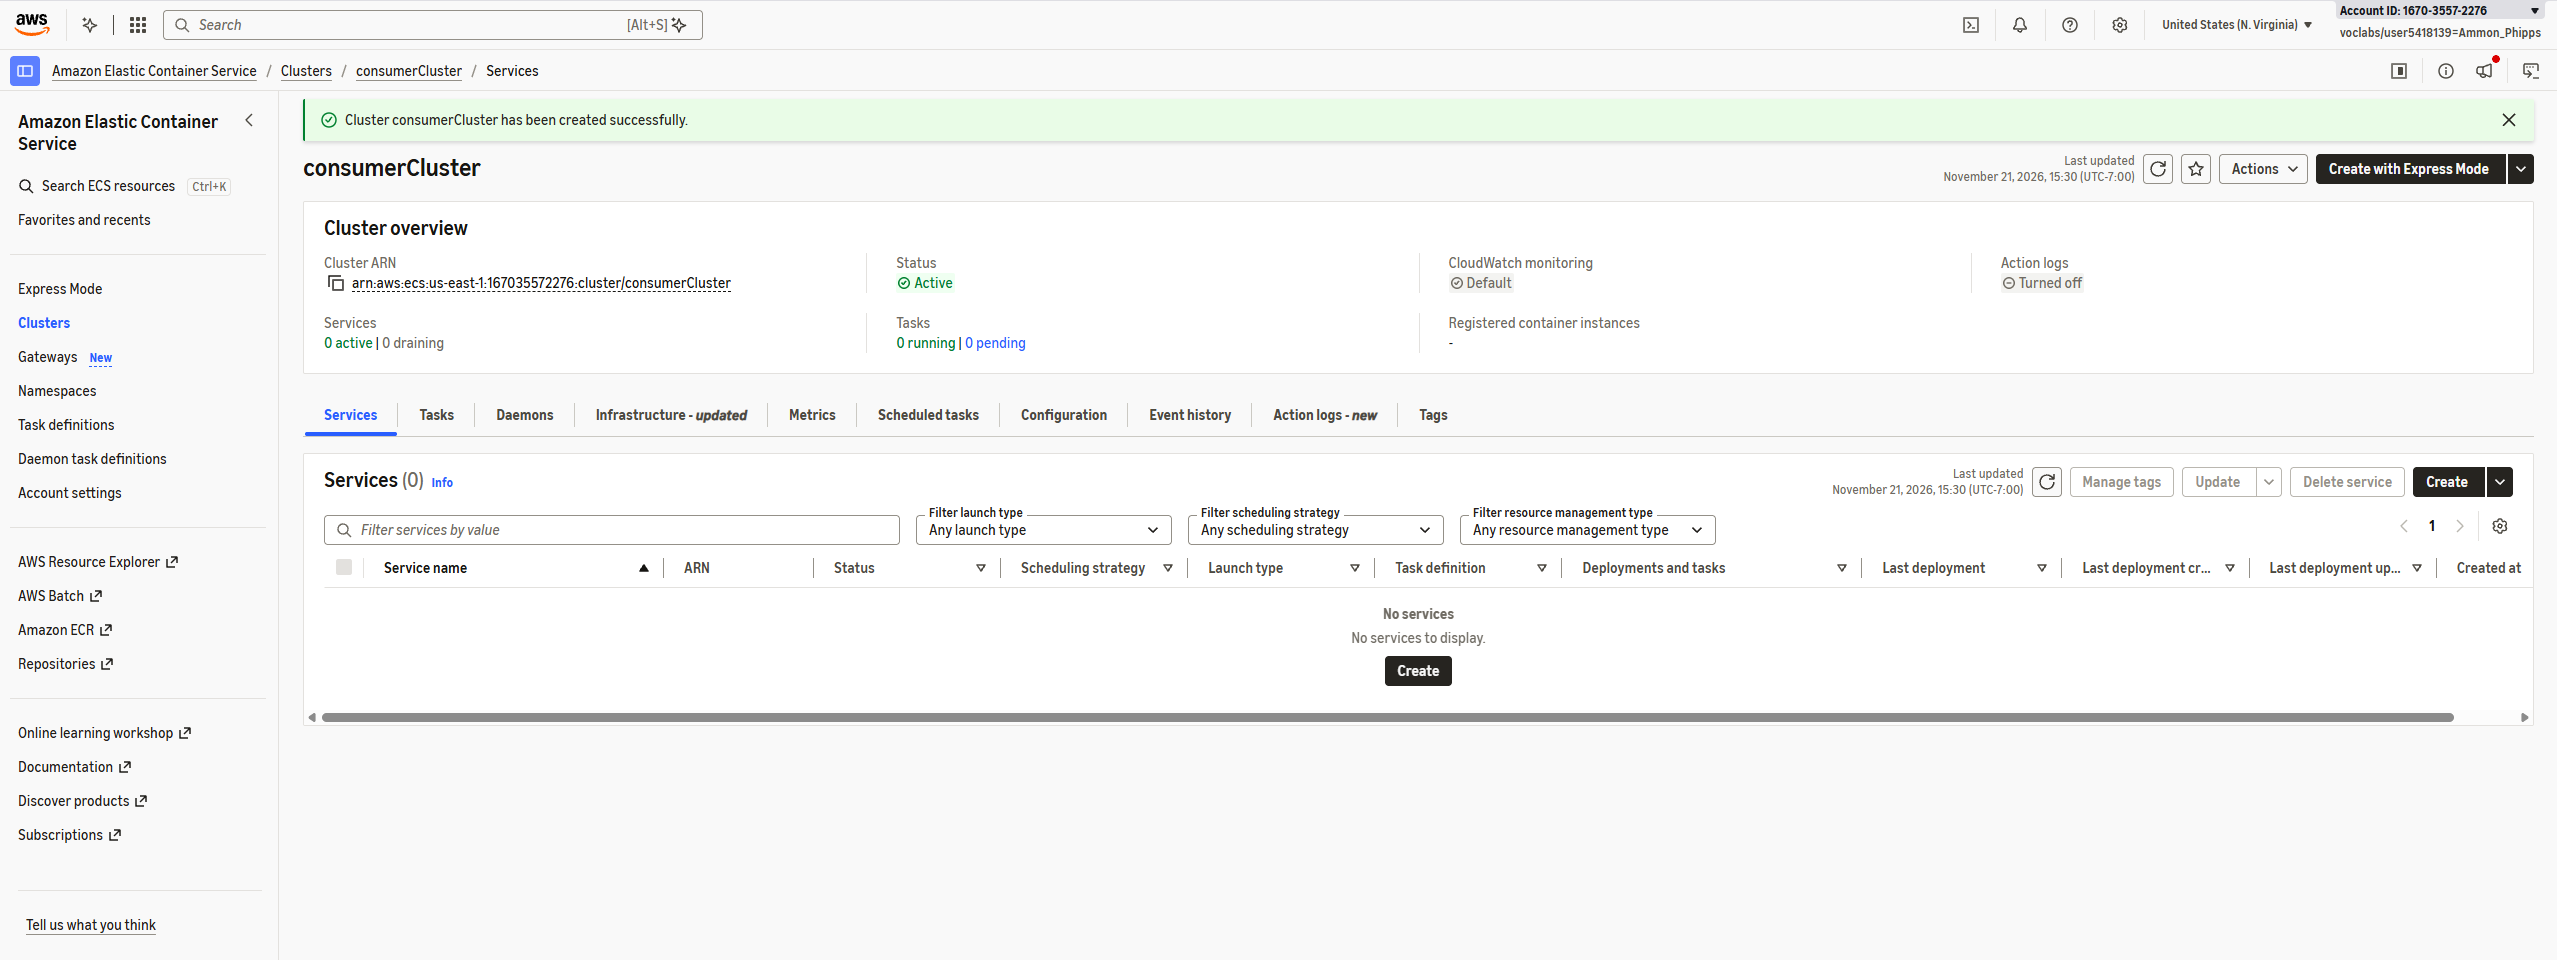 aws
Search [Alt+S]
United States (N. Virginia)
Account ID: 1670-3557-2276
voclabs/user5418139=Ammon_Phipps
Amazon Elastic Container Service / Clusters / consumerCluster / Services
Amazon Elastic Container Service
Search ECS resources Ctrl+K
Favorites and recents
Express Mode
Clusters
Gateways New
Namespaces
Task definitions
Daemon task definitions
Account settings
AWS Resource Explorer
AWS Batch
Amazon ECR
Repositories
Online learning workshop
Documentation
Discover products
Subscriptions
Tell us what you think
Cluster consumerCluster has been created successfully.
consumerCluster
Last updated
November 21, 2026, 15:30 (UTC-7:00)
Actions
Create with Express Mode
Cluster overview
Cluster ARN
arn:aws:ecs:us-east-1:167035572276:cluster/consumerCluster
Status
Active
CloudWatch monitoring
Default
Action logs
Turned off
Services
0 active | 0 draining
Tasks
0 running | 0 pending
Registered container instances
-
Services Tasks Daemons Infrastructure - updated Metrics Scheduled tasks Configuration Event history Action logs - new Tags
Services (0) Info
Last updated
November 21, 2026, 15:30 (UTC-7:00)
Manage tags Update Delete service Create
Filter services by value
Filter launch type
Any launch type
Filter scheduling strategy
Any scheduling strategy
Filter resource management type
Any resource management type
1
Service name ARN Status Scheduling strategy Launch type Task definition Deployments and tasks Last deployment Last deployment cr... Last deployment up... Created at
No services
No services to display.
Create